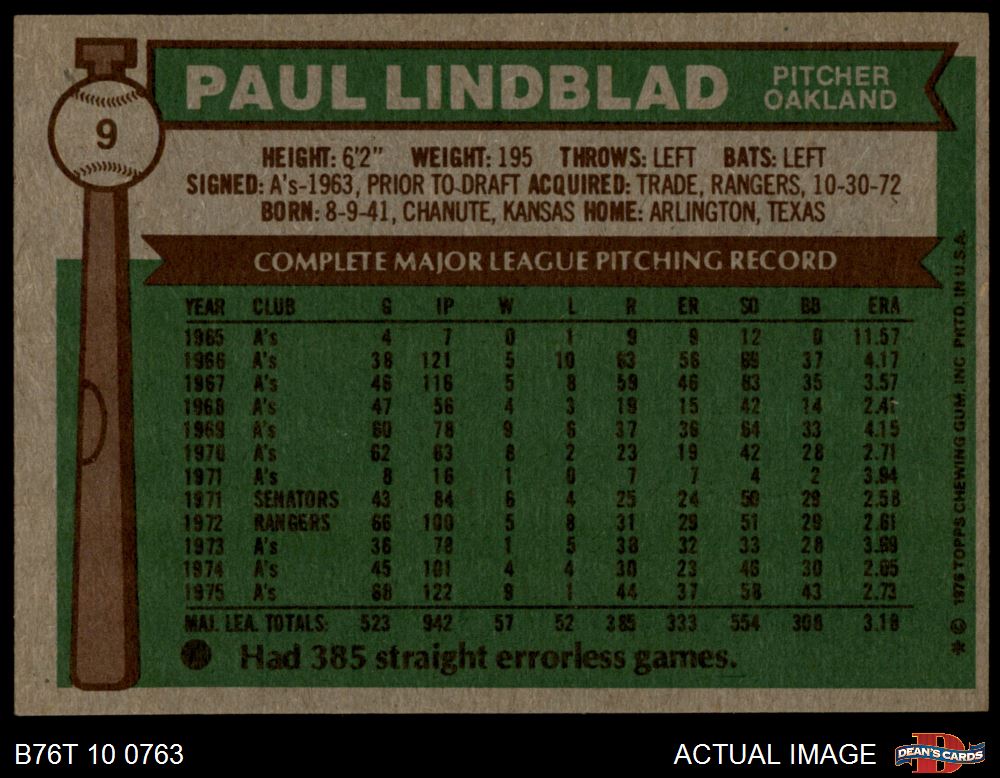 9
PAUL LINDBLAD
PITCHER
OAKLAND
HEIGHT: 6'2" WEIGHT: 195 THROWS: LEFT BATS: LEFT
SIGNED: A's-1963, PRIOR TO DRAFT ACQUIRED: TRADE, RANGERS, 10-30-72
BORN: 8-9-41, CHANUTE, KANSAS HOME: ARLINGTON, TEXAS
COMPLETE MAJOR LEAGUE PITCHING RECORD
YEAR CLUB G IP W L R ER SO BB ERA
1965 A's 4 7 0 1 9 9 12 0 11.57
1966 A's 38 121 5 10 63 56 69 37 4.17
1967 A's 46 116 5 8 59 46 83 35 3.57
1968 A's 47 56 4 3 19 15 42 14 2.41
1969 A's 60 78 9 6 37 36 64 33 4.15
1970 A's 62 63 8 2 23 19 42 28 2.71
1971 A's 8 16 1 0 7 7 4 2 3.94
1971 SENATORS 43 84 6 4 25 24 50 29 2.58
1972 RANGERS 66 100 5 8 31 29 51 29 2.61
1973 A's 36 78 1 5 38 32 33 28 3.69
1974 A's 45 101 4 4 30 23 46 30 2.05
1975 A's 68 122 9 1 44 37 58 43 2.73
MAJ. LEA. TOTALS: 523 942 57 52 385 333 554 308 3.18
Had 385 straight errorless games.
* © 1976 TOPPS CHEWING GUM, INC. PRTD. IN U.S.A.
B76T 10 0763
ACTUAL IMAGE
DEAN'S CARDS